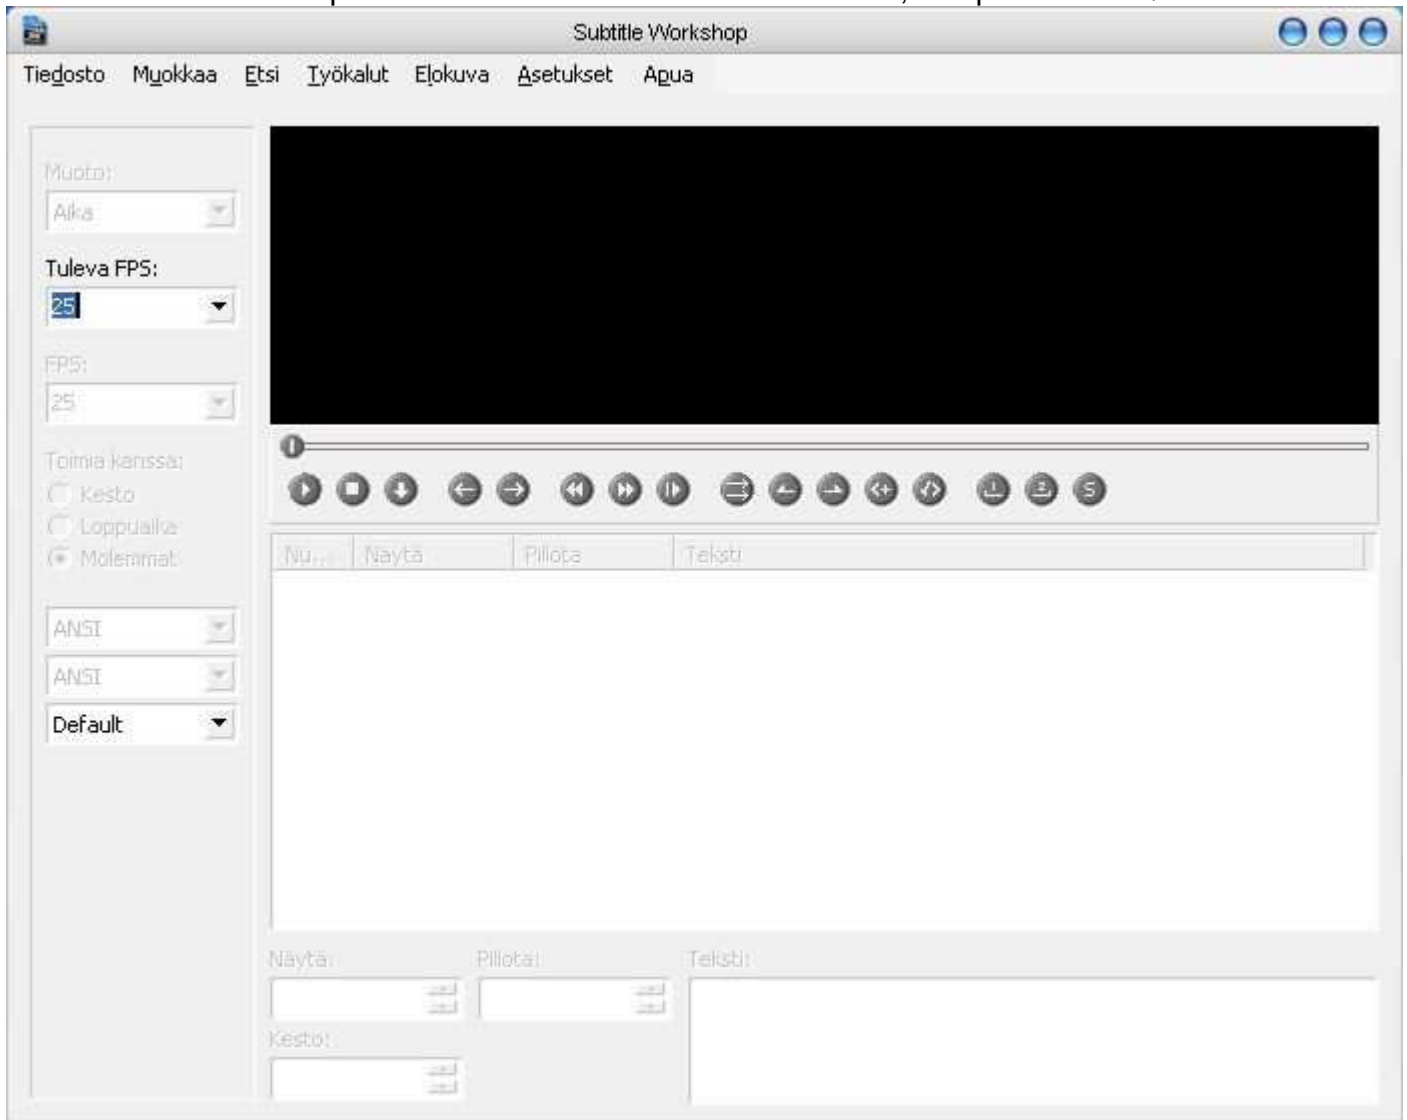 Subtitle Workshop
Tiedosto Muokkaa Etsi Työkalut Elokuva Asetukset Apua
Muoto:
Aika
Tuleva FPS:
25
FPS:
25
Toimia kanssa:
Kesto
Loppuaika
Molemmat
ANSI
ANSI
Default
Nu... Näytä Piilota Teksti
Näytä: Piilota: Teksti:
Kesto: